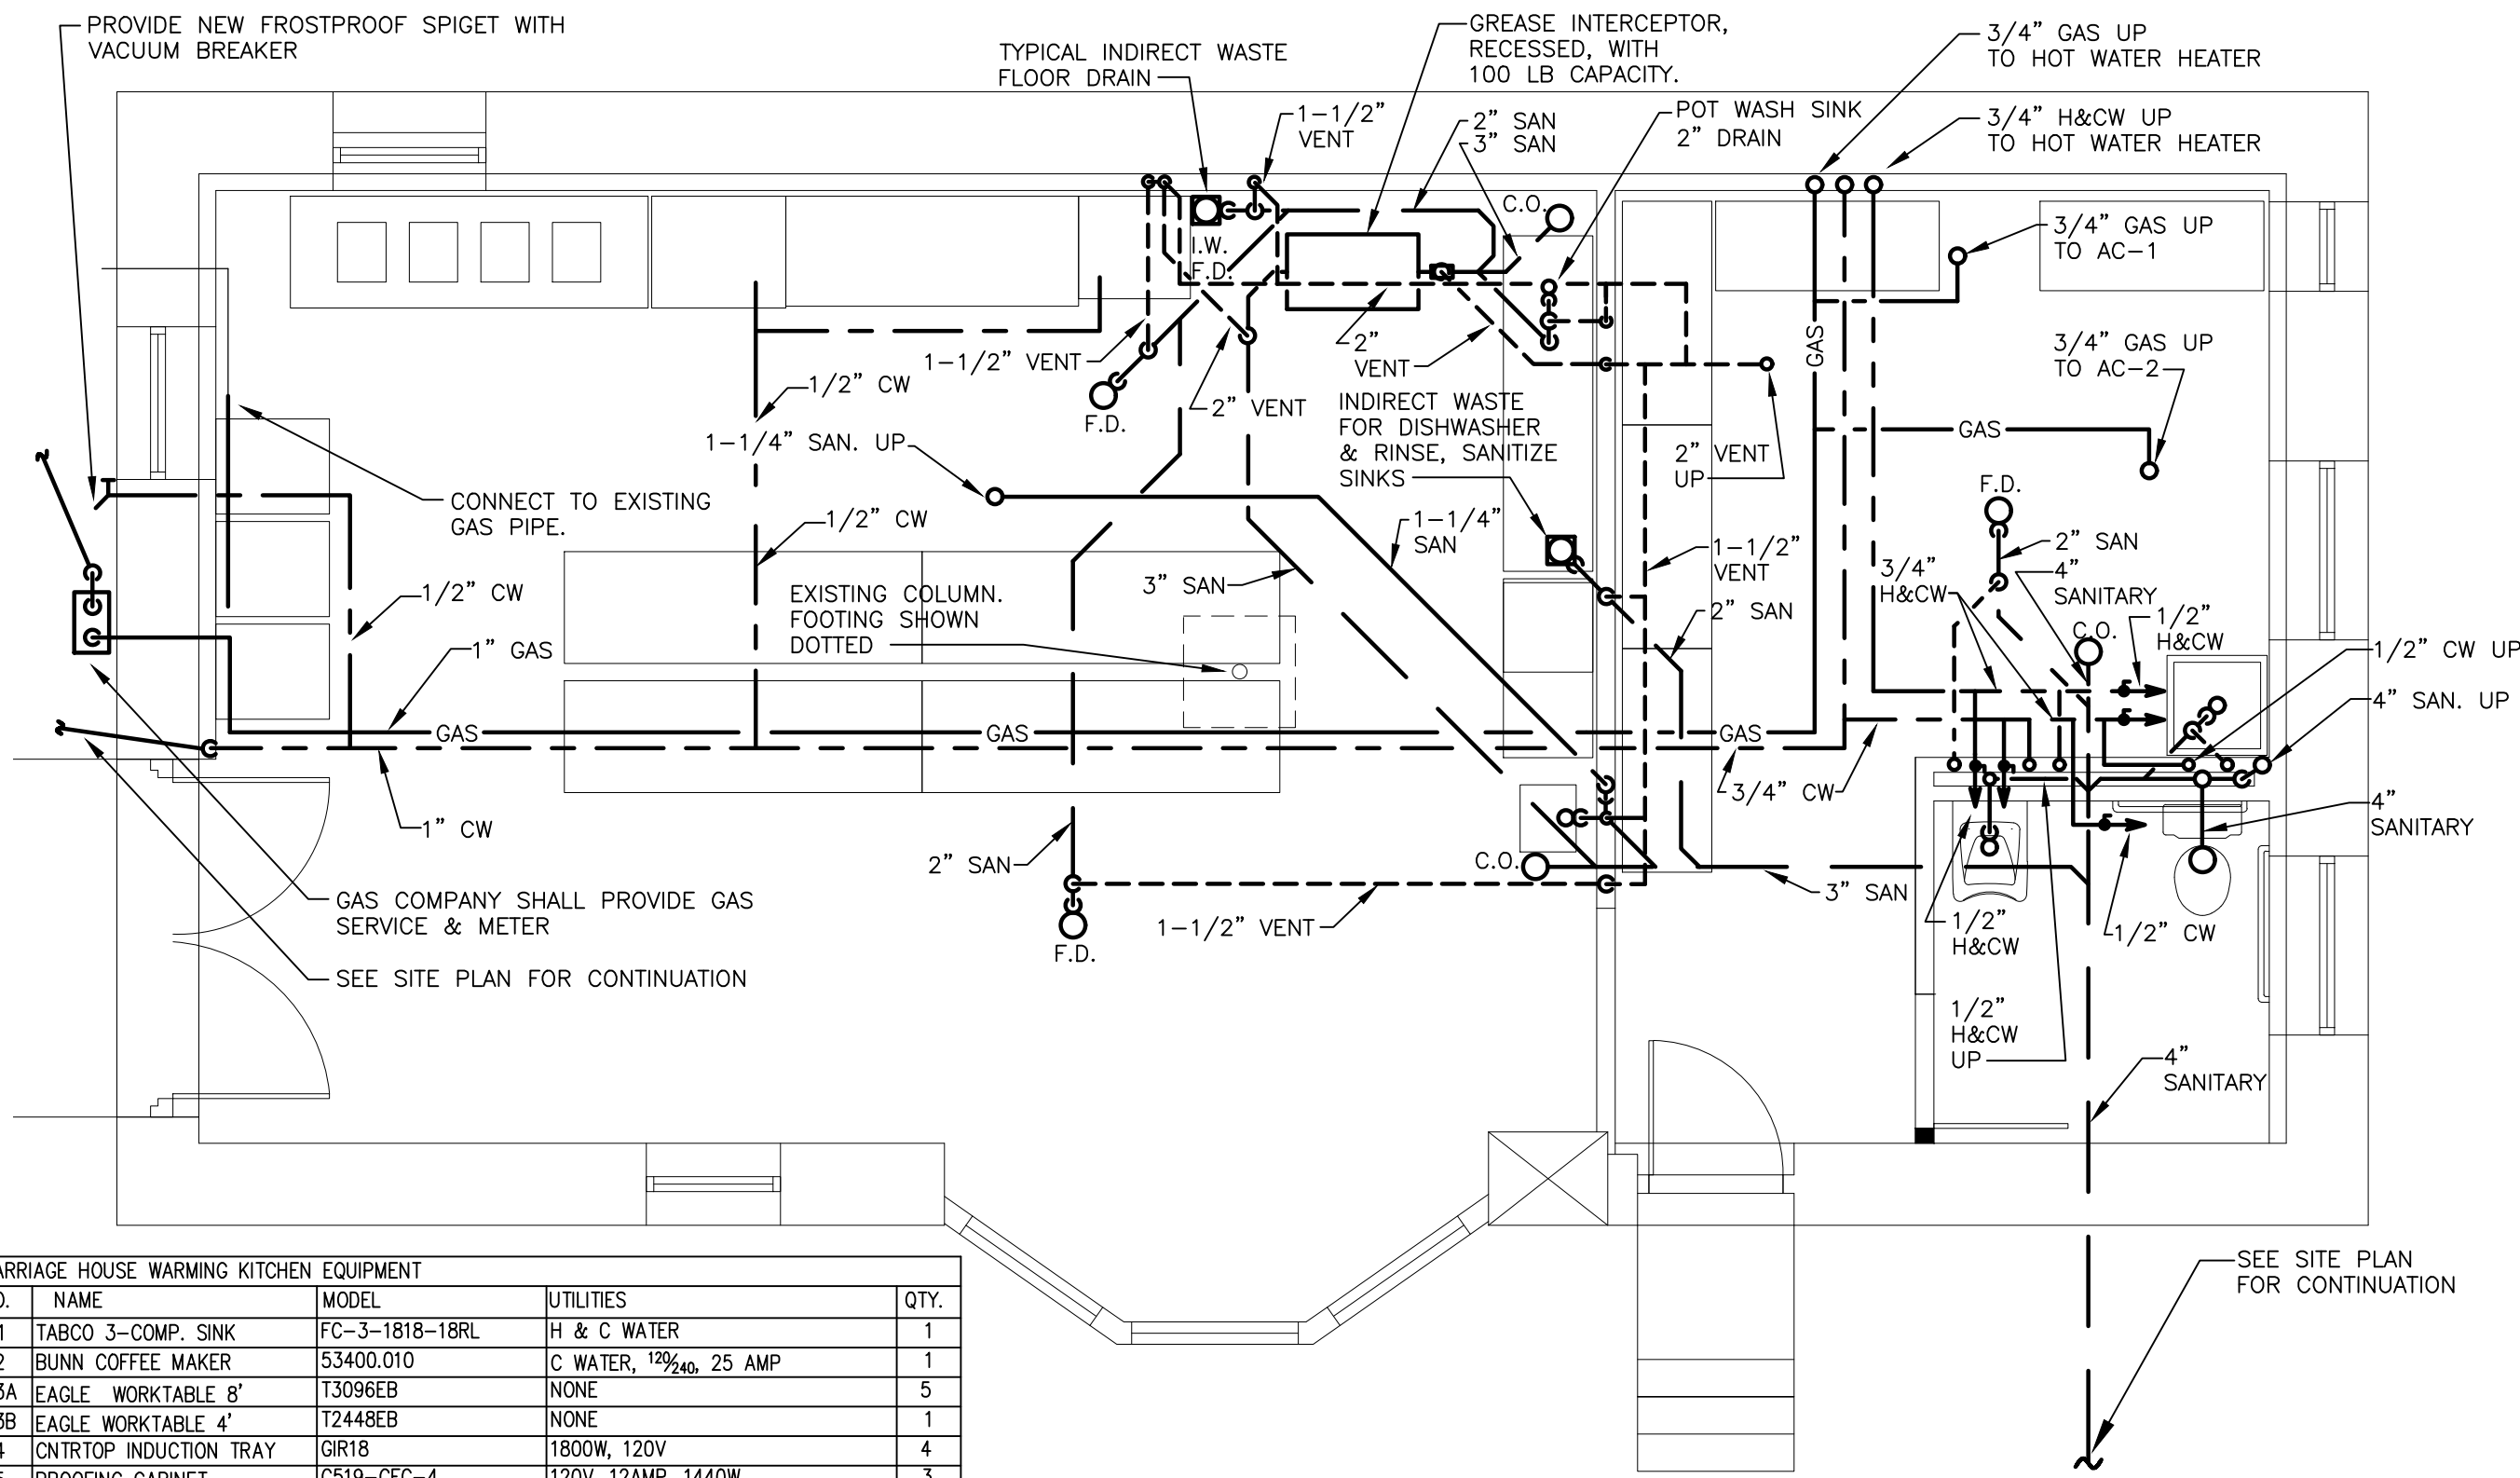 PROVIDE NEW FROSTPROOF SPIGET WITH
VACUUM BREAKER
TYPICAL INDIRECT WASTE
FLOOR DRAIN
GREASE INTERCEPTOR,
RECESSED, WITH
100 LB CAPACITY.
3/4" GAS UP
TO HOT WATER HEATER
1-1/2"
VENT
2" SAN
3" SAN
POT WASH SINK
2" DRAIN
3/4" H&CW UP
TO HOT WATER HEATER
C.O.
I.W.
F.D.
3/4" GAS UP
TO AC-1
1-1/2" VENT
2"
VENT
GAS
3/4" GAS UP
TO AC-2
1/2" CW
F.D.
2" VENT
INDIRECT WASTE
FOR DISHWASHER
& RINSE, SANITIZE
SINKS
1-1/4" SAN. UP
2" VENT
UP
GAS
CONNECT TO EXISTING
GAS PIPE.
1/2" CW
1-1/4"
SAN
F.D.
1-1/2"
VENT
2" SAN
3/4"
H&CW
4"
SANITARY
1/2" CW
EXISTING COLUMN.
FOOTING SHOWN
DOTTED
3" SAN
2" SAN
C.O.
1/2"
H&CW
1" GAS
1/2" CW UP
4" SAN. UP
GAS
GAS
GAS
3/4" CW
1" CW
4"
SANITARY
2" SAN
C.O.
3" SAN
GAS COMPANY SHALL PROVIDE GAS
SERVICE & METER
F.D.
1-1/2" VENT
1/2"
H&CW
1/2" CW
SEE SITE PLAN FOR CONTINUATION
1/2"
H&CW
UP
4"
SANITARY
SEE SITE PLAN
FOR CONTINUATION
ARRIAGE HOUSE WARMING KITCHEN EQUIPMENT
O. NAME MODEL UTILITIES QTY.
1 TABCO 3-COMP. SINK FC-3-1818-18RL H & C WATER 1
2 BUNN COFFEE MAKER 53400.010 C WATER, 120/240, 25 AMP 1
3A EAGLE WORKTABLE 8' T3096EB NONE 5
3B EAGLE WORKTABLE 4' T2448EB NONE 1
4 CNTRTOP INDUCTION TRAY GIR18 1800W, 120V 4
PROOFING CABINET C519-CFC-4 120V, 12AMP, 1440W 3